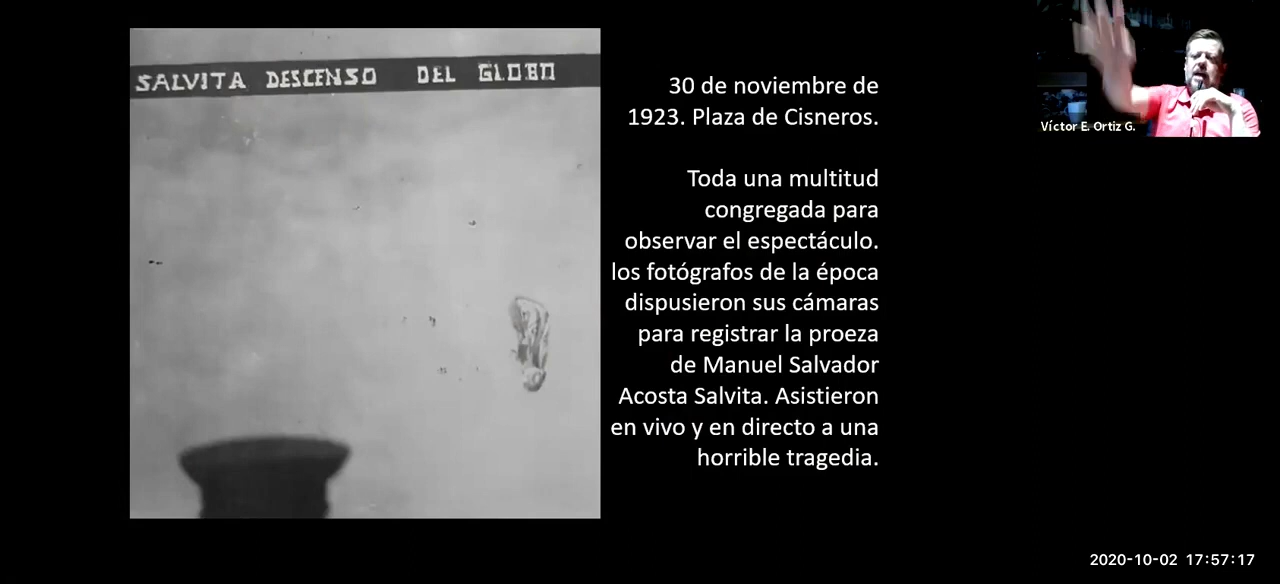 SALVITA DESCENSO DEL GLOBO
30 de noviembre de
1923. Plaza de Cisneros.
Toda una multitud
congregada para
observar el espectáculo.
los fotógrafos de la época
dispusieron sus cámaras
para registrar la proeza
de Manuel Salvador
Acosta Salvita. Asistieron
en vivo y en directo a una
horrible tragedia.
Víctor E. Ortiz G.
2020-10-02 17:57:17